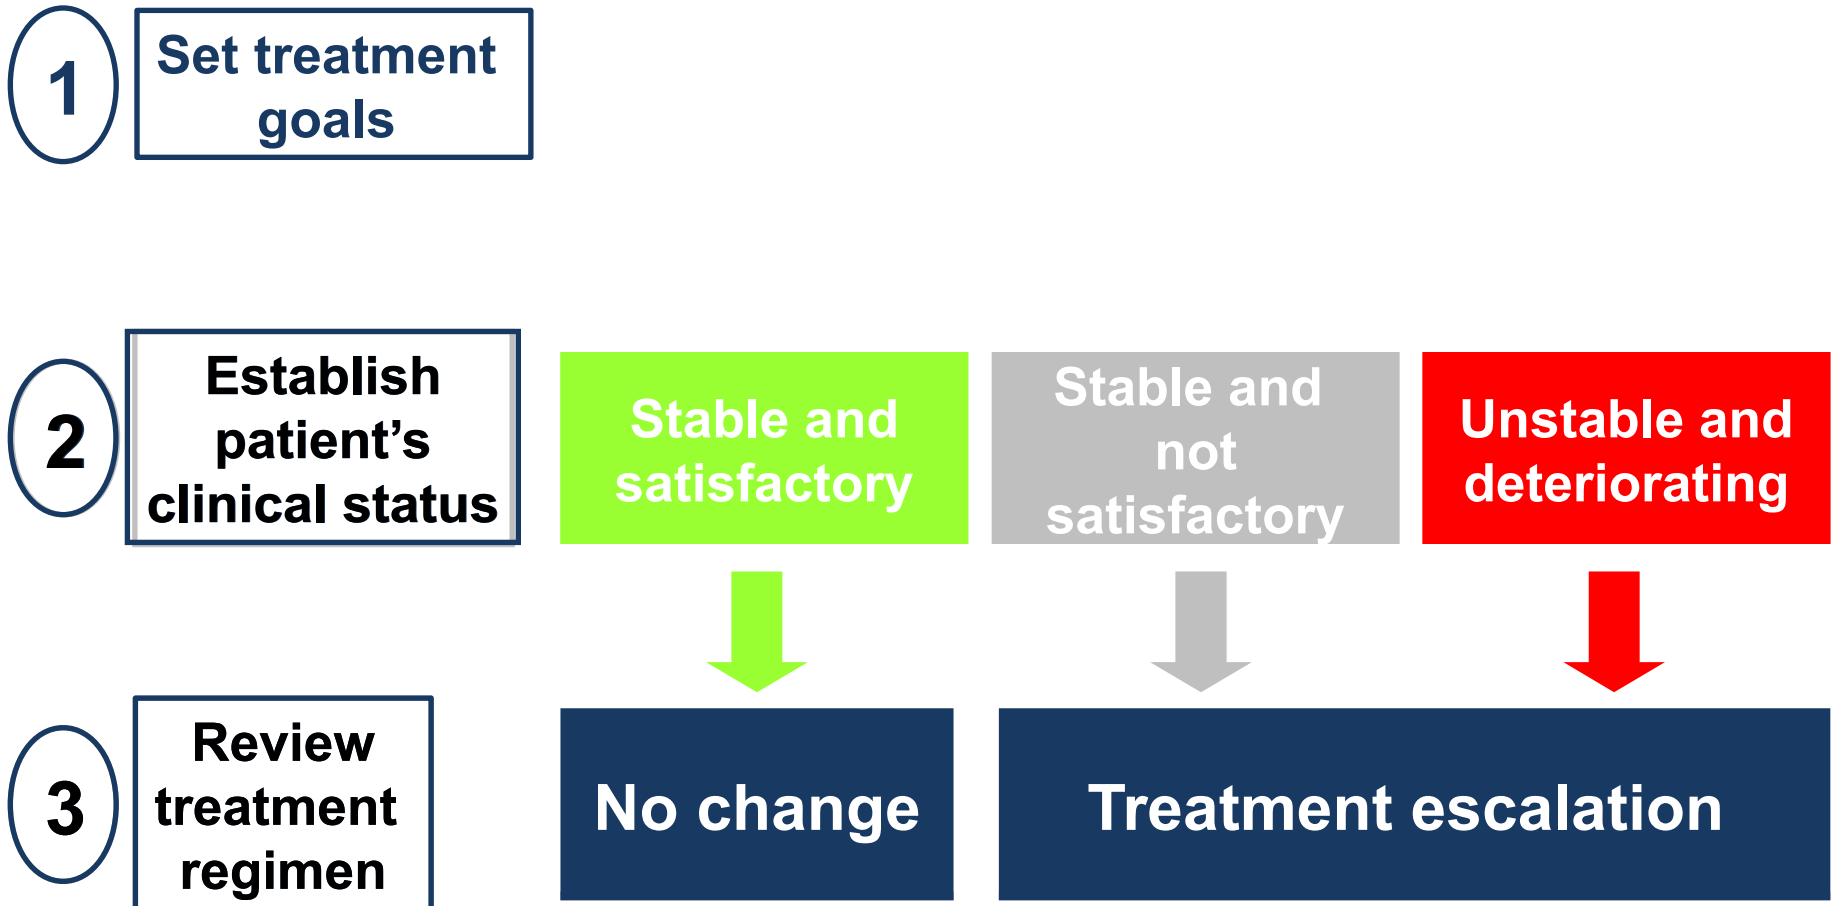 1
Set treatment
goals
2
Establish
patient’s
clinical status
Stable and
satisfactory
Stable and
not
satisfactory
Unstable and
deteriorating
3
Review
treatment
regimen
No change
Treatment escalation